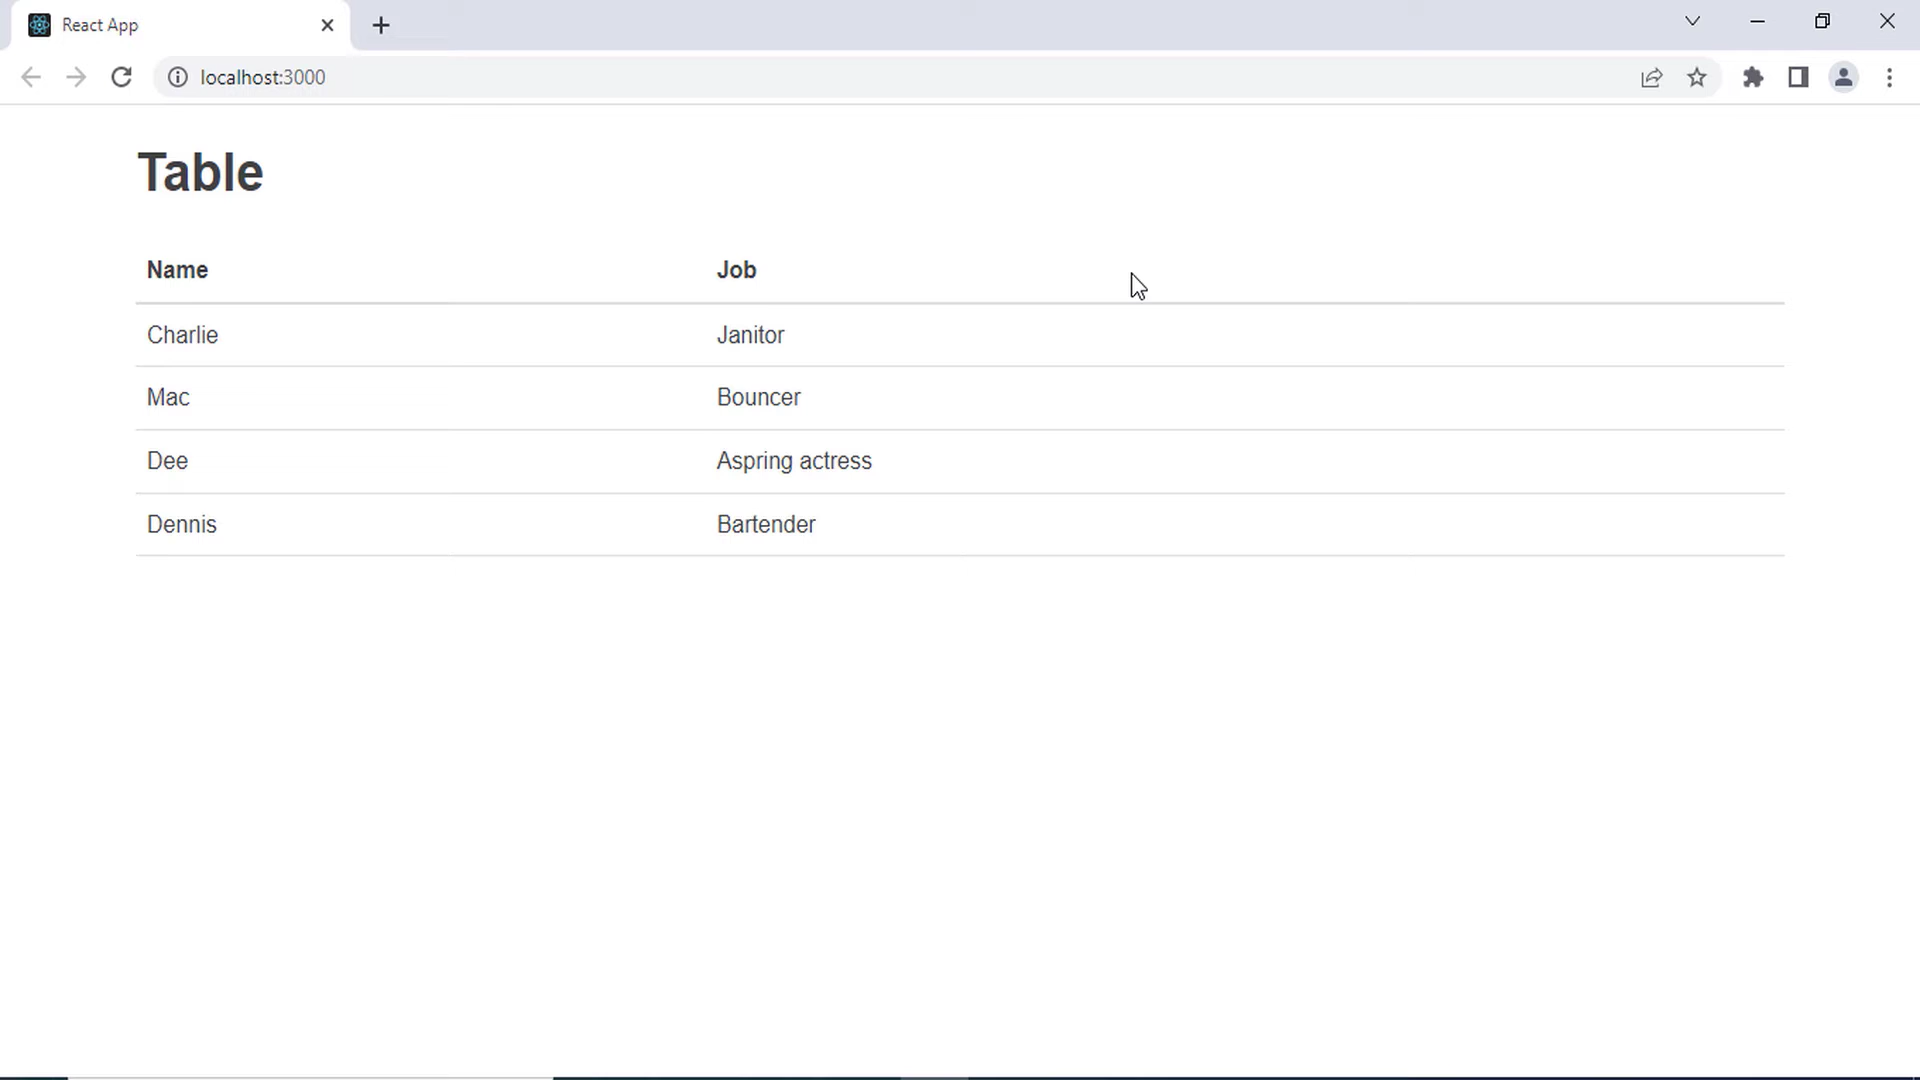 React App
localhost:3000
Table
Name Job
Charlie Janitor
Mac Bouncer
Dee Aspring actress
Dennis Bartender